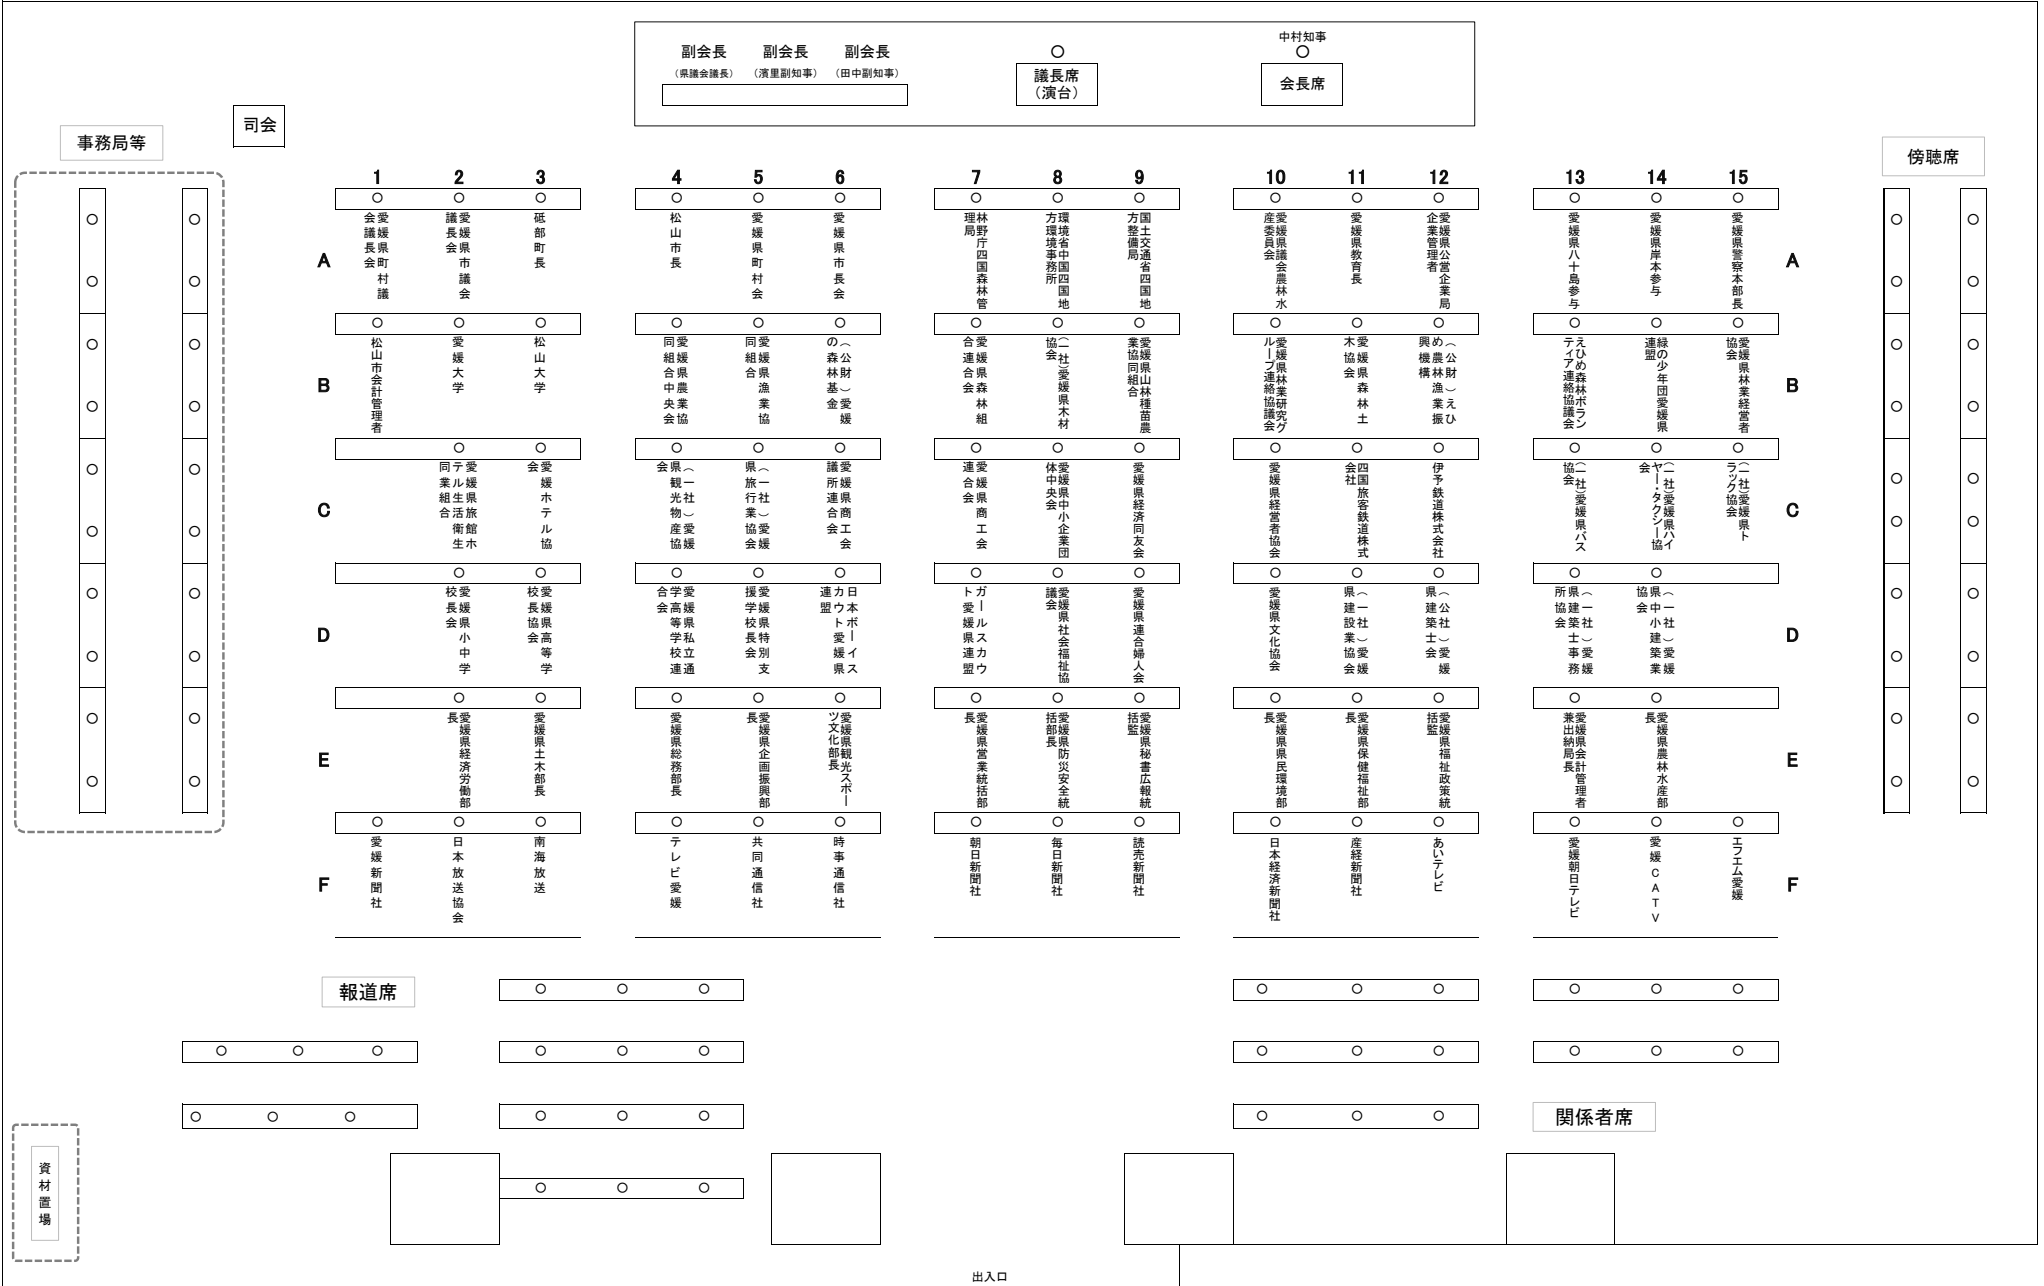 中村知事
副会長 副会長 副会長
（県議会議長） （濱里副知事） （田中副知事）
議長席
（演台）
会長席
司会
事務局等
傍聴席
1 2 3 4 5 6 7 8 9 10 11 12 13 14 15
A
愛媛県町村議
会議長会
愛媛県市議会
議長会
砥部町長
松山市長
愛媛県町村会
愛媛県市長会
林野庁四国森林管
理局
環境省中国四国地
方環境事務所
国土交通省四国地
方整備局
愛媛県議会農林水
産委員会
愛媛県教育長
愛媛県公営企業局
企業管理者
愛媛県八十島参与
愛媛県岸本参与
愛媛県警察本部長
A
B
松山市会計管理者
愛媛大学
松山大学
愛媛県農業協
同組合中央会
愛媛県漁業協
同組合
（公財）愛媛
の森林基金
愛媛県森林組
合連合会
（一社）愛媛県木材
協会
愛媛県山林種苗農
業協同組合
愛媛県林業研究グ
ループ連絡協議会
愛媛県森林土
木協会
（公財）えひ
め農林漁業振
興機構
えひめ森林ボラン
ティア連絡協議会
緑の少年団愛媛県
連盟
愛媛県林業経営者
協会
B
C
愛媛県旅館ホ
テル生活衛生
同業組合
愛媛ホテル協
会
（一社）愛媛
県観光物産協
会
（一社）愛媛
県旅行業協会
愛媛県商工会
議所連合会
愛媛県商工会
連合会
愛媛県中小企業団
体中央会
愛媛県経済同友会
愛媛県経営者協会
四国旅客鉄道株式
会社
伊予鉄道株式会社
（一社）愛媛県バス
協会
（一社）愛媛県ハイ
ヤー・タクシー協
会
（一社）愛媛県ト
ラック協会
C
D
愛媛県小中学
校長会
愛媛県高等学
校長協会
愛媛県私立通
学高等学校連
合会
愛媛県特別支
援学校長会
日本ボーイス
カウト愛媛県
連盟
ガールスカウ
ト愛媛県連盟
愛媛県社会福祉協
議会
愛媛県連合婦人会
愛媛県文化協会
（一社）愛媛
県建設業協会
（公社）愛媛
県建築士会
（一社）愛媛
県建築士事務
所協会
（一社）愛媛
県中小建築業
協会
D
E
愛媛県経済労働部
長
愛媛県土木部長
愛媛県総務部長
愛媛県企画振興部
長
愛媛県観光スポー
ツ文化部長
愛媛県営業統括部
長
愛媛県防災安全統
括部長
愛媛県秘書広報統
括監
愛媛県県民環境部
長
愛媛県保健福祉部
長
愛媛県福祉政策統
括監
愛媛県会計管理者
兼出納局長
愛媛県農林水産部
長
E
F
愛媛新聞社
日本放送協会
南海放送
テレビ愛媛
共同通信社
時事通信社
朝日新聞社
毎日新聞社
読売新聞社
日本経済新聞社
産経新聞社
あいテレビ
愛媛朝日テレビ
愛媛CATV
エフエム愛媛
F
報道席
関係者席
資材置場
出入口